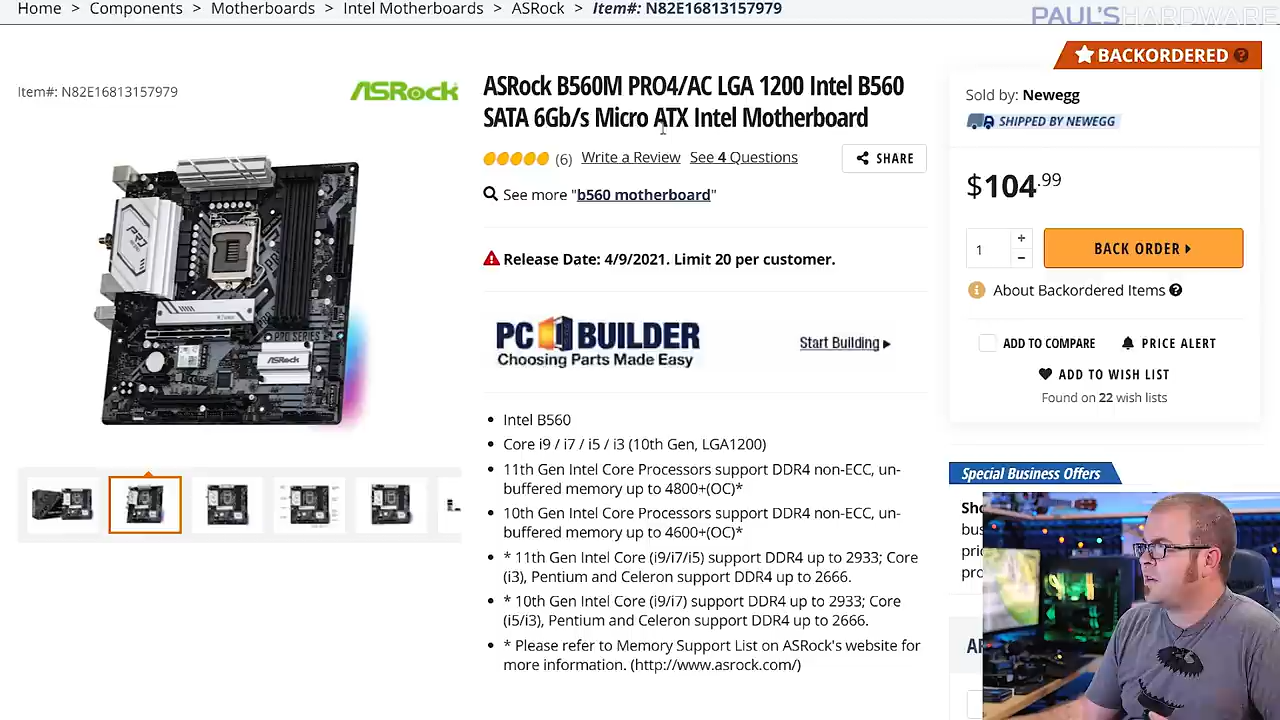 Home > Components > Motherboards > Intel Motherboards > ASRock > Item#: N82E16813157979
PAUL'S HARDWARE
BACKORDERED
Item#: N82E16813157979
ASRock
ASRock B560M PRO4/AC LGA 1200 Intel B560
SATA 6Gb/s Micro ATX Intel Motherboard
(6) Write a Review See 4 Questions
SHARE
See more "b560 motherboard"
Release Date: 4/9/2021. Limit 20 per customer.
PC BUILDER
Choosing Parts Made Easy
Start Building
Intel B560
Core i9 / i7 / i5 / i3 (10th Gen, LGA1200)
11th Gen Intel Core Processors support DDR4 non-ECC, un-
buffered memory up to 4800+(OC)*
10th Gen Intel Core Processors support DDR4 non-ECC, un-
buffered memory up to 4600+(OC)*
* 11th Gen Intel Core (i9/i7/i5) support DDR4 up to 2933; Core
(i3), Pentium and Celeron support DDR4 up to 2666.
* 10th Gen Intel Core (i9/i7) support DDR4 up to 2933; Core
(i5/i3), Pentium and Celeron support DDR4 up to 2666.
* Please refer to Memory Support List on ASRock's website for
more information. (http://www.asrock.com/)
Sold by: Newegg
SHIPPED BY NEWEGG
$104.99
1
+
−
BACK ORDER
About Backordered Items
ADD TO COMPARE
PRICE ALERT
ADD TO WISH LIST
Found on 22 wish lists
Special Business Offers
PRO SERIES
ASRock